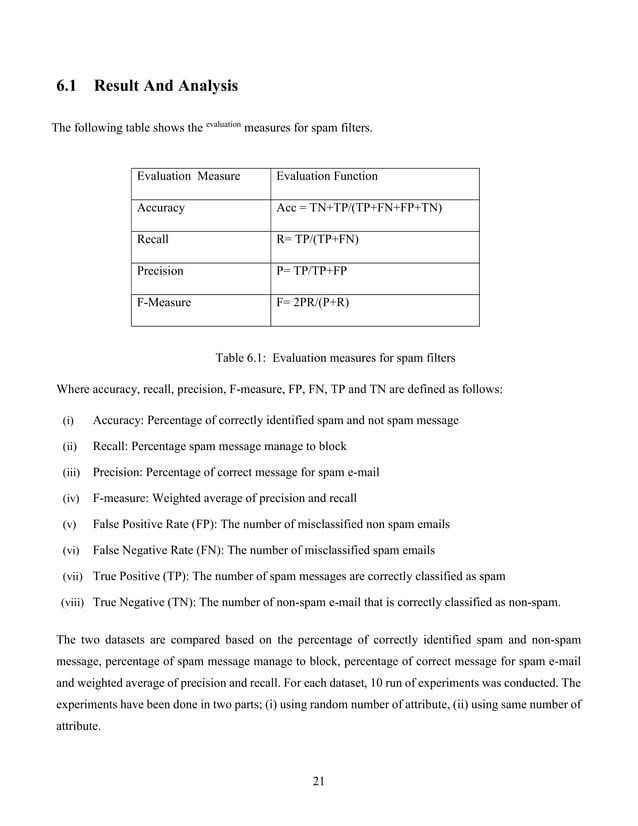 6.1 Result And Analysis
The following table shows the evaluation measures for spam filters.
Evaluation Measure Evaluation Function
Accuracy Acc = TN+TP/(TP+FN+FP+TN)
Recall R= TP/(TP+FN)
Precision P= TP/TP+FP
F-Measure F= 2PR/(P+R)
Table 6.1: Evaluation measures for spam filters
Where accuracy, recall, precision, F-measure, FP, FN, TP and TN are defined as follows:
(i) Accuracy: Percentage of correctly identified spam and not spam message
(ii) Recall: Percentage spam message manage to block
(iii) Precision: Percentage of correct message for spam e-mail
(iv) F-measure: Weighted average of precision and recall
(v) False Positive Rate (FP): The number of misclassified non spam emails
(vi) False Negative Rate (FN): The number of misclassified spam emails
(vii) True Positive (TP): The number of spam messages are correctly classified as spam
(viii) True Negative (TN): The number of non-spam e-mail that is correctly classified as non-spam.
The two datasets are compared based on the percentage of correctly identified spam and non-spam
message, percentage of spam message manage to block, percentage of correct message for spam e-mail
and weighted average of precision and recall. For each dataset, 10 run of experiments was conducted. The
experiments have been done in two parts; (i) using random number of attribute, (ii) using same number of
attribute.
21